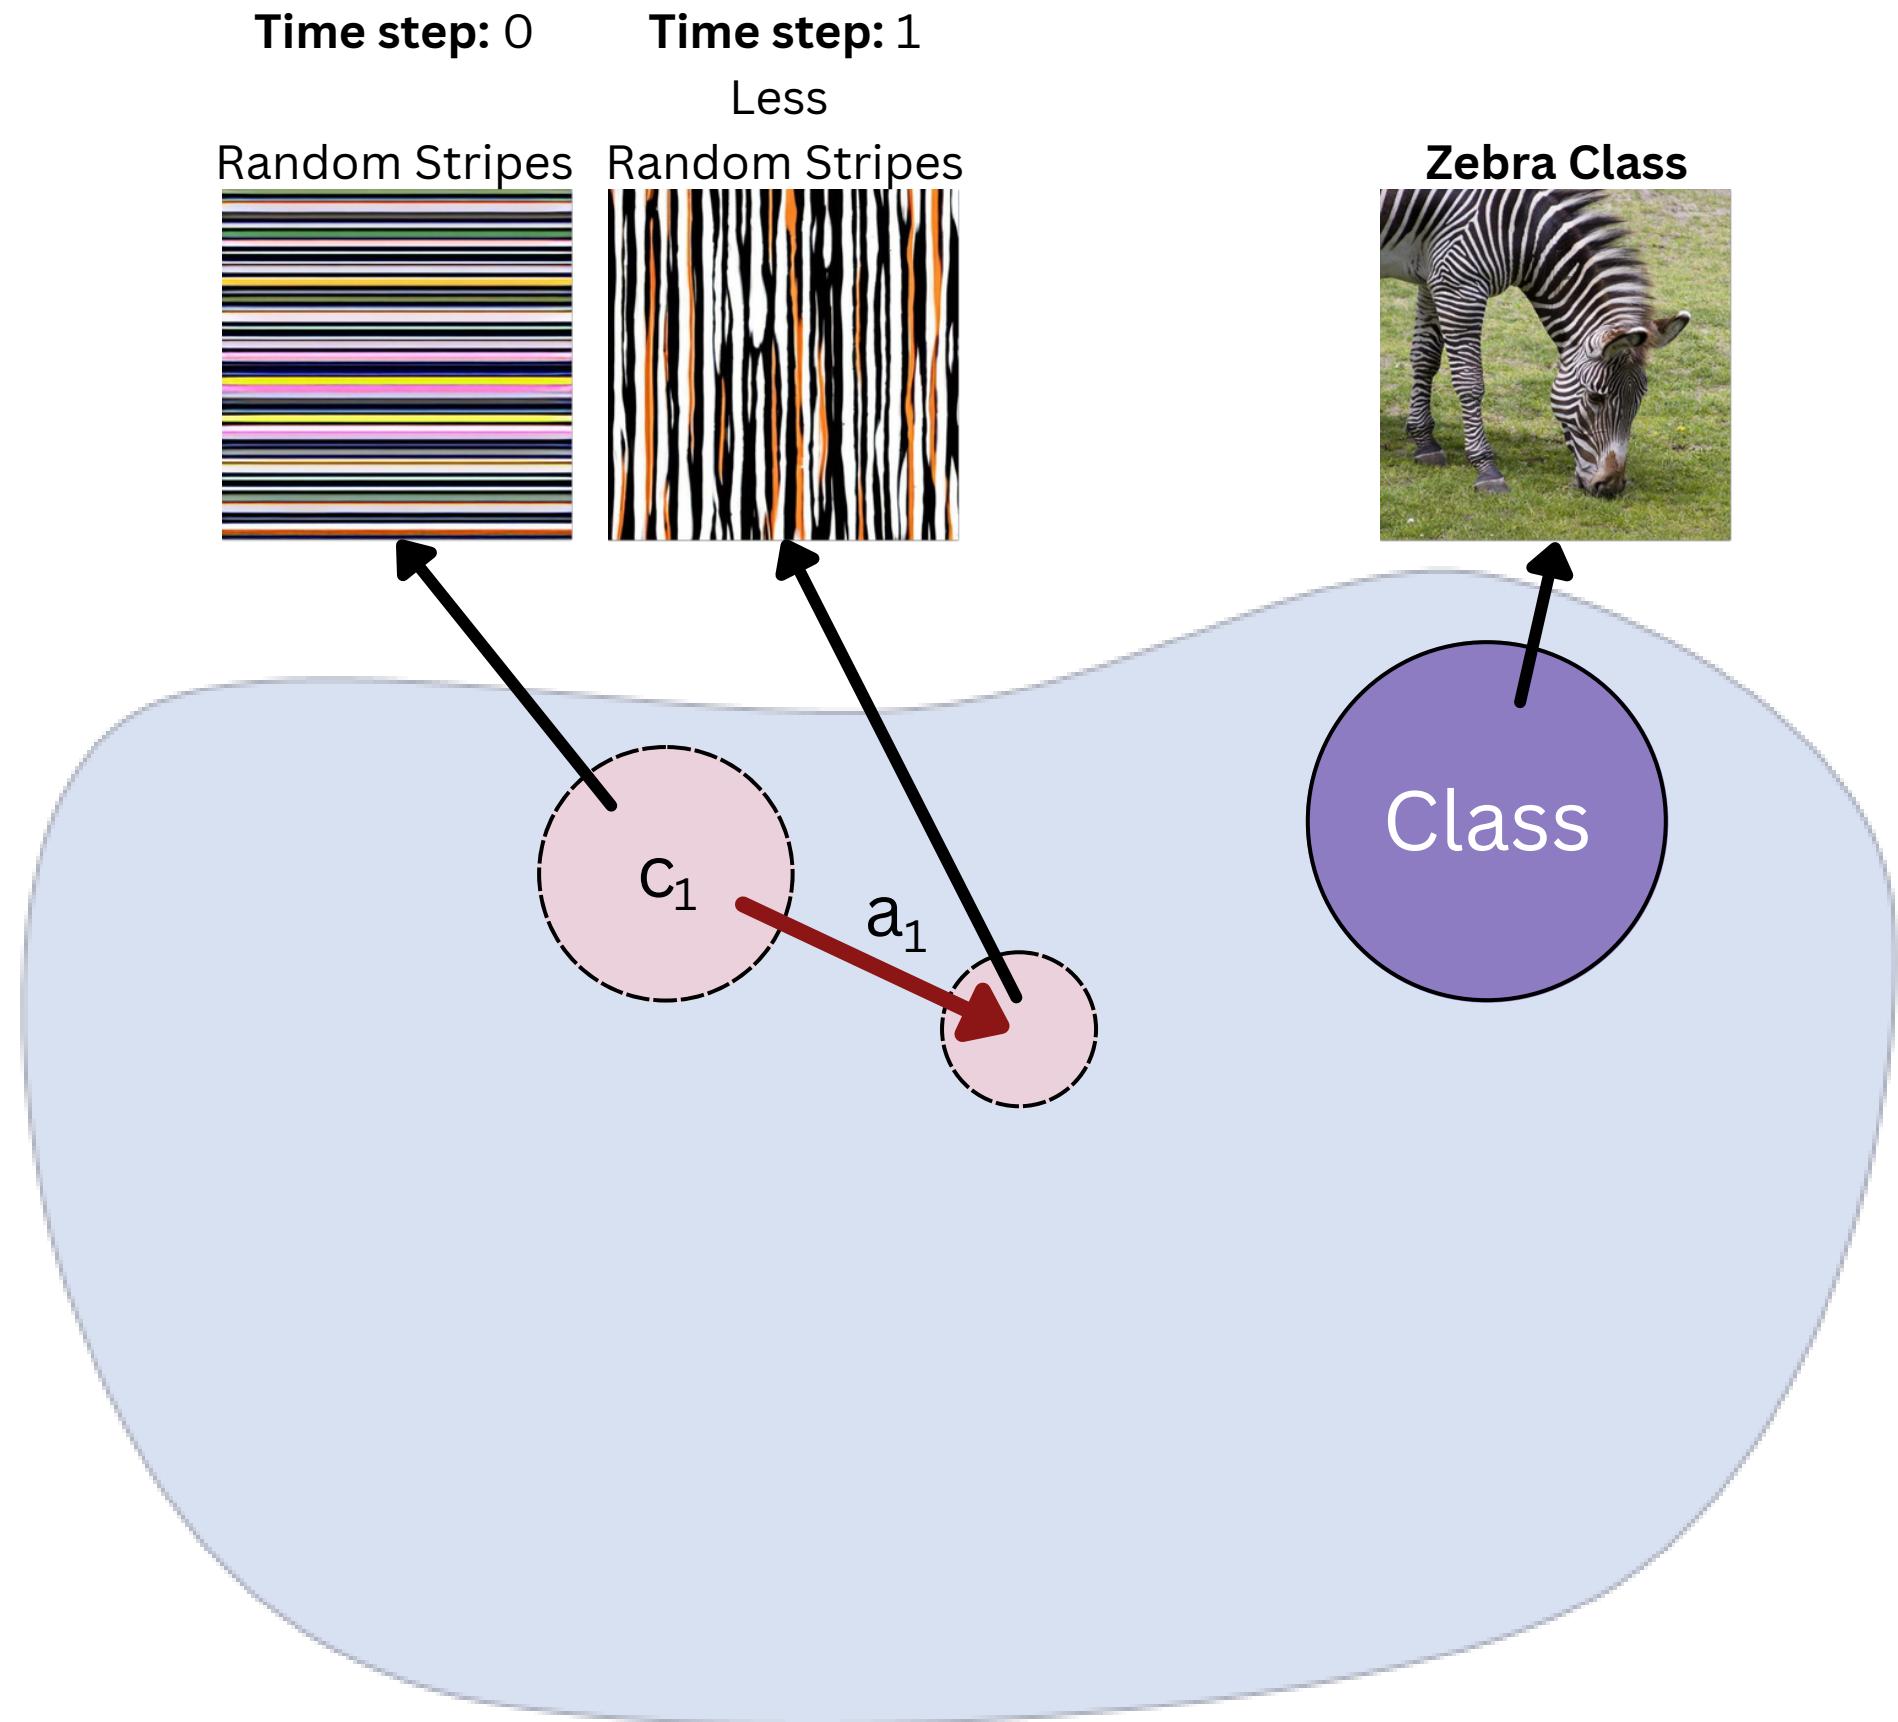 Time step: 0
Random Stripes
Time step: 1
Less
Random Stripes
Zebra Class
c₁
a₁
Class